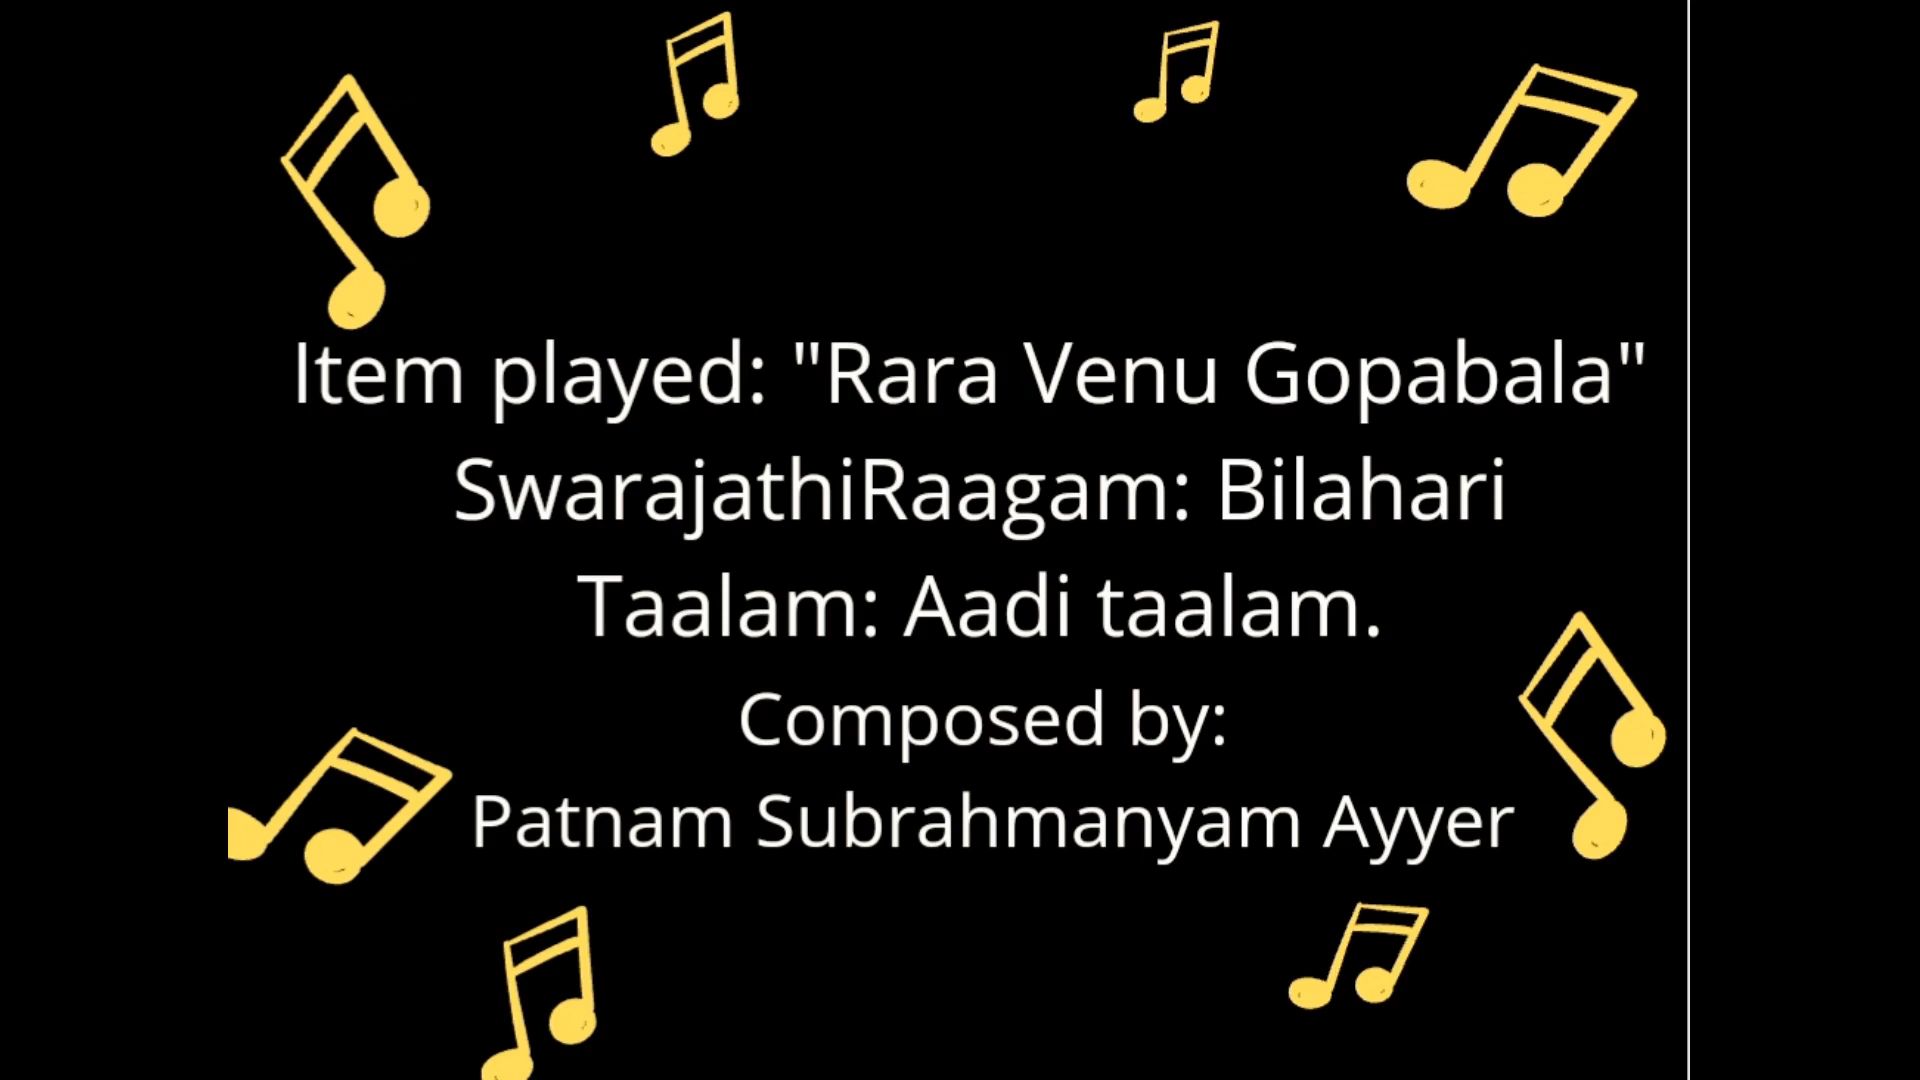 Item played: "Rara Venu Gopabala"
SwarajathiRaagam: Bilahari
Taalam: Aadi taalam.
Composed by:
Patnam Subrahmanyam Ayyer